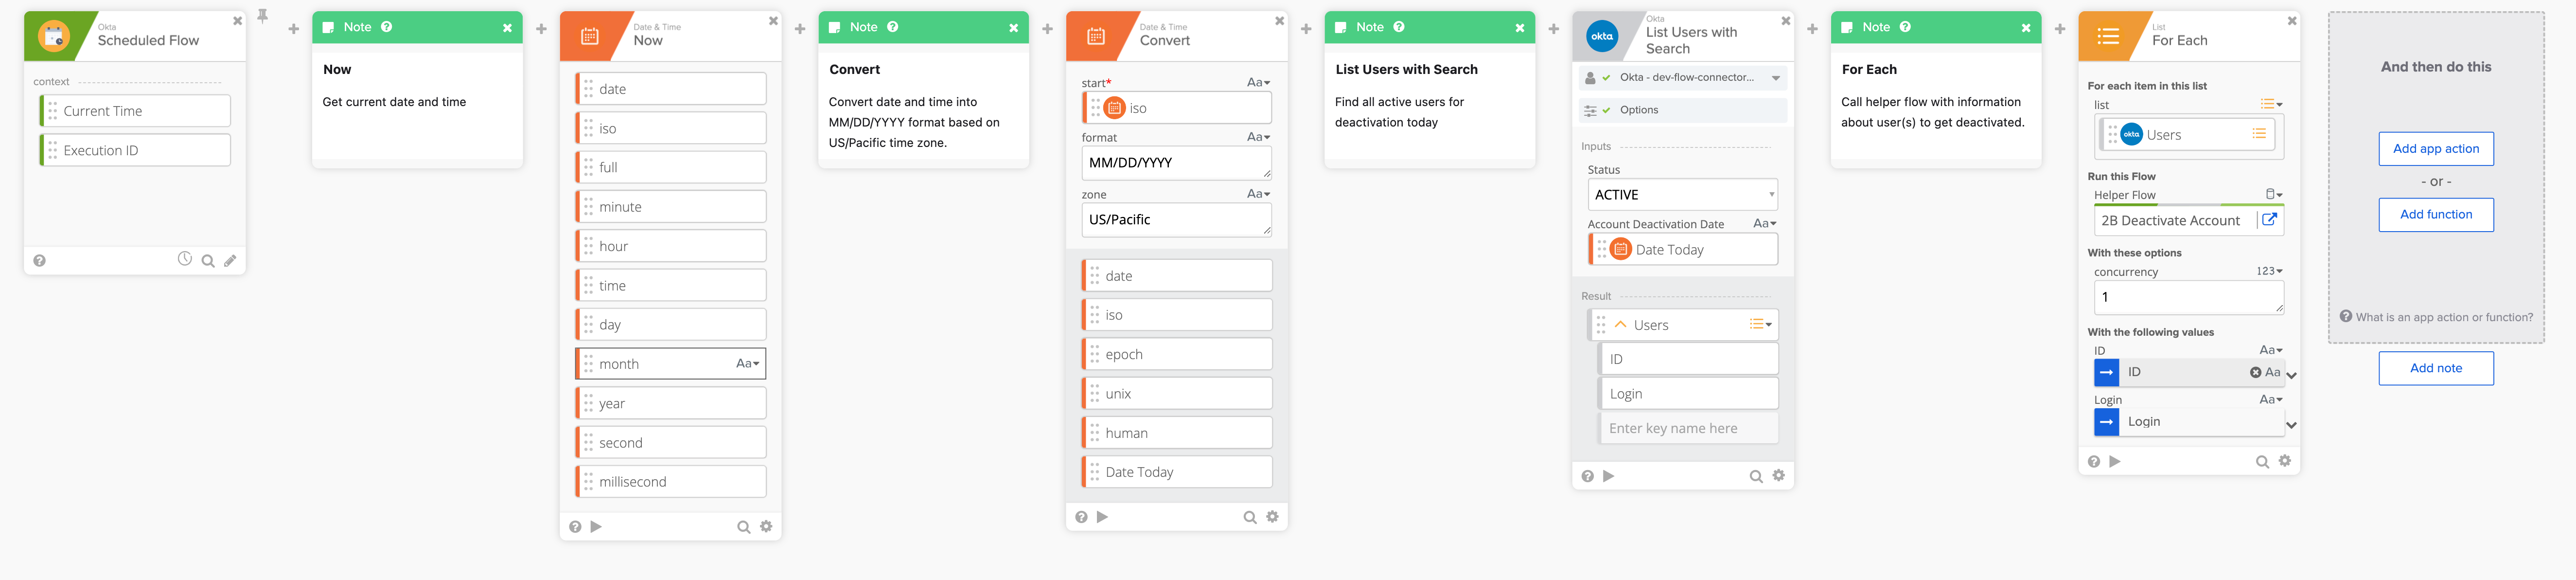 Okta
Scheduled Flow
context
Current Time
Execution ID
Note
Now
Get current date and time
Date & Time
Now
date
iso
full
minute
hour
time
day
month Aa
year
second
millisecond
Note
Convert
Convert date and time into
MM/DD/YYYY format based on
US/Pacific time zone.
Date & Time
Convert
start* Aa
iso
format Aa
MM/DD/YYYY
zone Aa
US/Pacific
date
iso
epoch
unix
human
Date Today
Note
List Users with Search
Find all active users for
deactivation today
okta
Okta
List Users with
Search
Okta - dev-flow-connector...
Options
Inputs
Status
ACTIVE
Account Deactivation Date Aa
Date Today
Result
Users
ID
Login
Enter key name here
Note
For Each
Call helper flow with information
about user(s) to get deactivated.
List
For Each
For each item in this list
list
okta Users
Run this Flow
Helper Flow
2B Deactivate Account
With these options
concurrency 123
1
With the following values
ID Aa
ID Aa
Login Aa
Login
And then do this
Add app action
- or -
Add function
What is an app action or function?
Add note